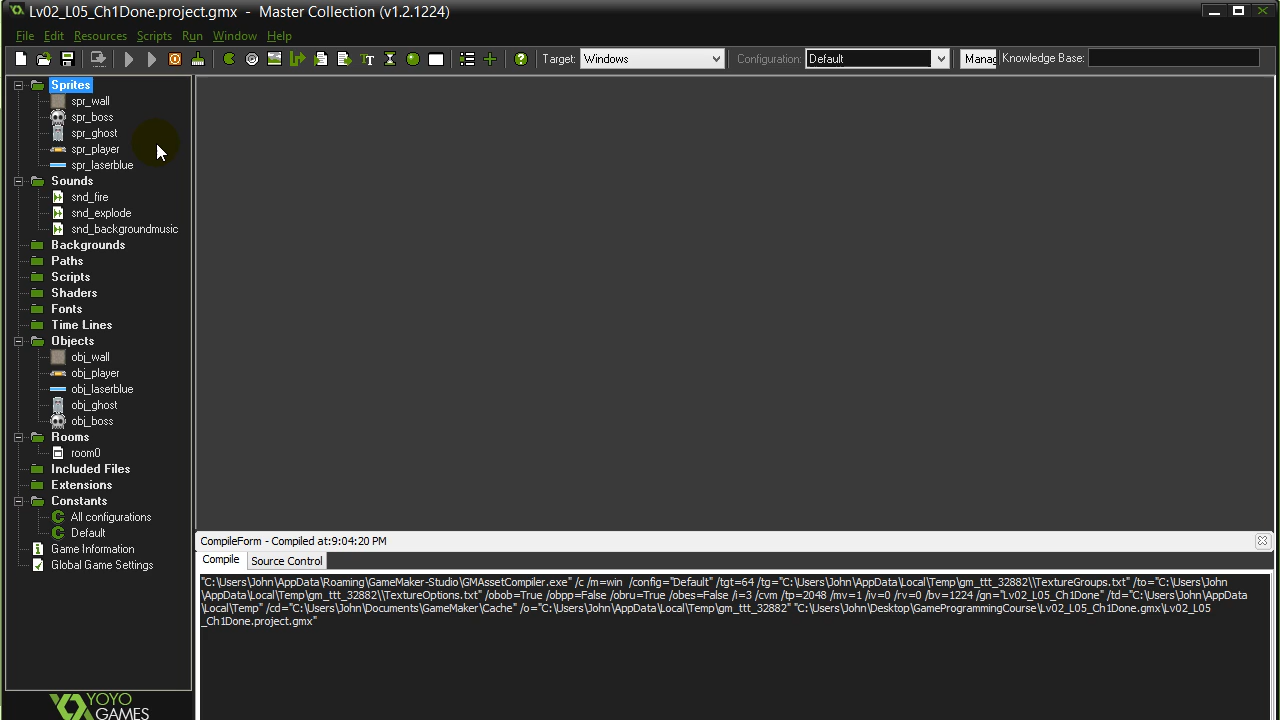 Lv02_L05_Ch1Done.project.gmx - Master Collection (v1.2.1224)
File Edit Resources Scripts Run Window Help
Target: Windows Configuration: Default Manag Knowledge Base:
Sprites
spr_wall
spr_boss
spr_ghost
spr_player
spr_laserblue
Sounds
snd_fire
snd_explode
snd_backgroundmusic
Backgrounds
Paths
Scripts
Shaders
Fonts
Time Lines
Objects
obj_wall
obj_player
obj_laserblue
obj_ghost
obj_boss
Rooms
room0
Included Files
Extensions
Constants
All configurations
Default
Game Information
Global Game Settings
YOYO
GAMES
CompileForm - Compiled at:9:04:20 PM
Compile Source Control
"C:\Users\John\AppData\Roaming\GameMaker-Studio\GMAssetCompiler.exe" /c /m=win /config="Default" /tgt=64 /tg="C:\Users\John\AppData\Local\Temp\gm_ttt_32882\\TextureGroups.txt" /to="C:\Users\John
\AppData\Local\Temp\gm_ttt_32882\\TextureOptions.txt" /obob=True /obpp=False /obru=True /obes=False /i=3 /cvm /tp=2048 /mv=1 /iv=0 /rv=0 /bv=1224 /gn="Lv02_L05_Ch1Done" /td="C:\Users\John\AppData
\Local\Temp" /cd="C:\Users\John\Documents\GameMaker\Cache" /o="C:\Users\John\AppData\Local\Temp\gm_ttt_32882" "C:\Users\John\Desktop\GameProgrammingCourse\Lv02_L05_Ch1Done.gmx\Lv02_L05
_Ch1Done.project.gmx"